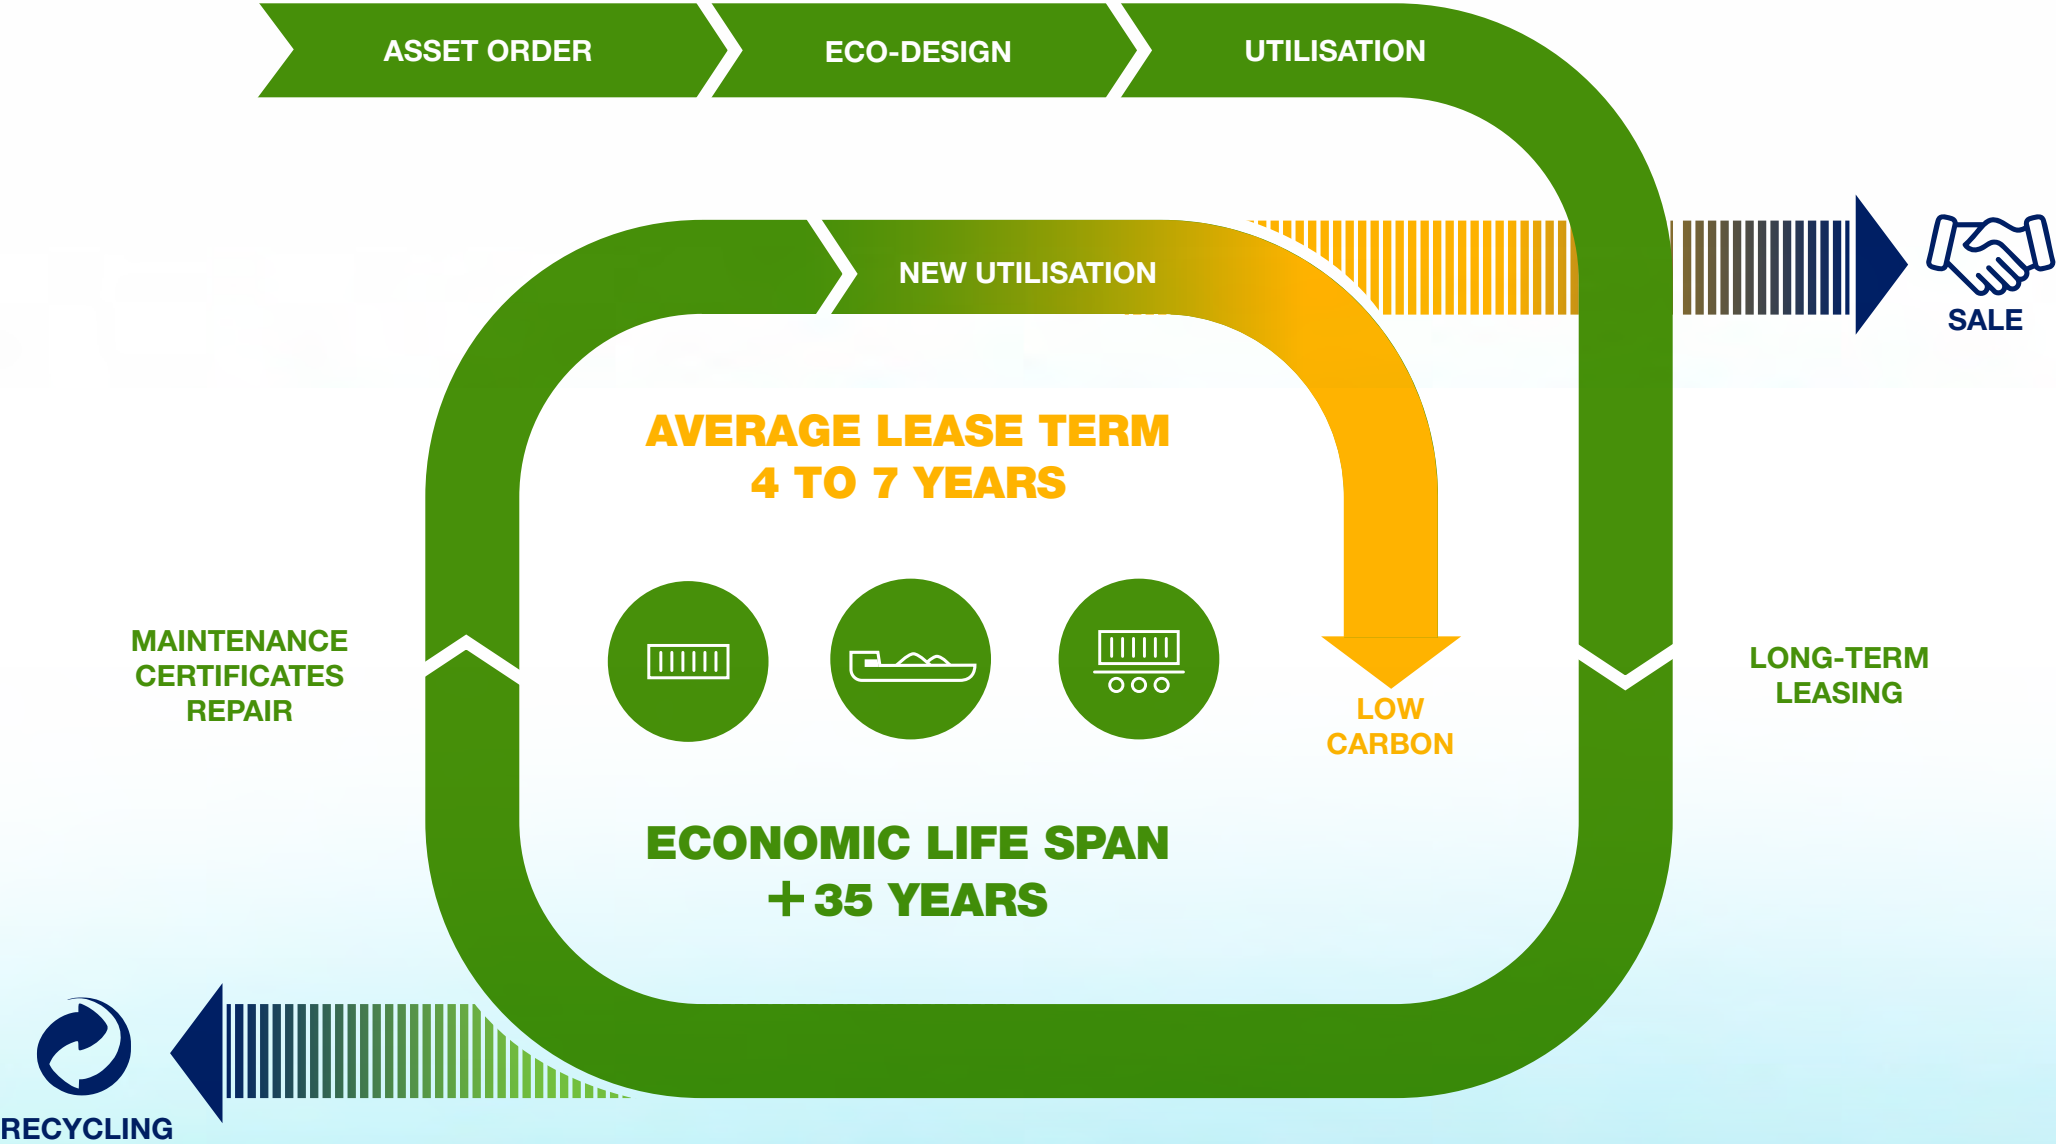 ASSET ORDER
ECO-DESIGN
UTILISATION
NEW UTILISATION
SALE
AVERAGE LEASE TERM
4 TO 7 YEARS
MAINTENANCE
CERTIFICATES
REPAIR
LONG-TERM
LEASING
LOW
CARBON
ECONOMIC LIFE SPAN
+35 YEARS
RECYCLING